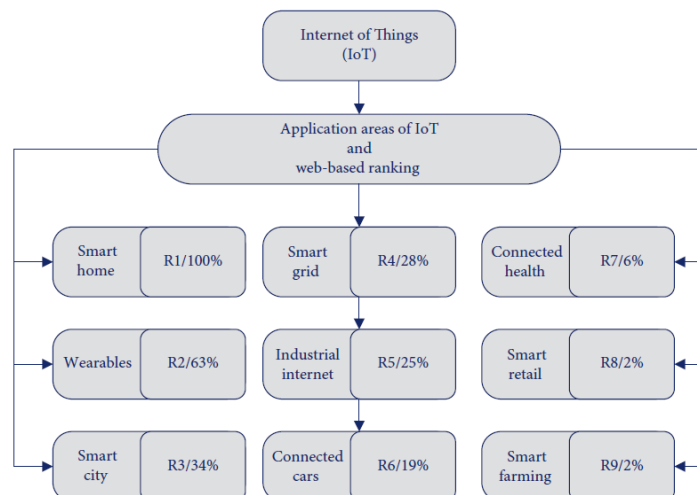 Internet of Things
(IoT)
Application areas of IoT
and
web-based ranking
Smart
home
R1/100%
Smart
grid
R4/28%
Connected
health
R7/6%
Wearables
R2/63%
Industrial
internet
R5/25%
Smart
retail
R8/2%
Smart
city
R3/34%
Connected
cars
R6/19%
Smart
farming
R9/2%